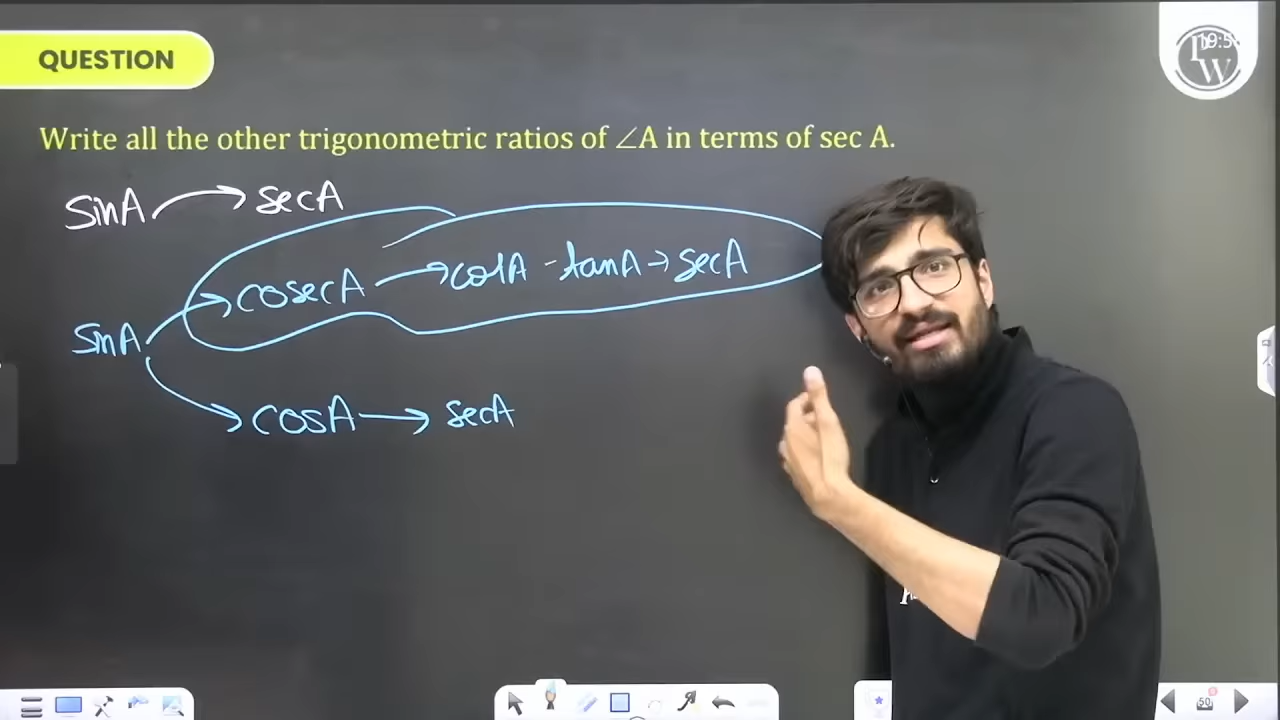 QUESTION
Write all the other trigonometric ratios of ∠A in terms of sec A.
sinA → secA
cosecA → cotA - tanA → secA
sinA
cosA → secA
50